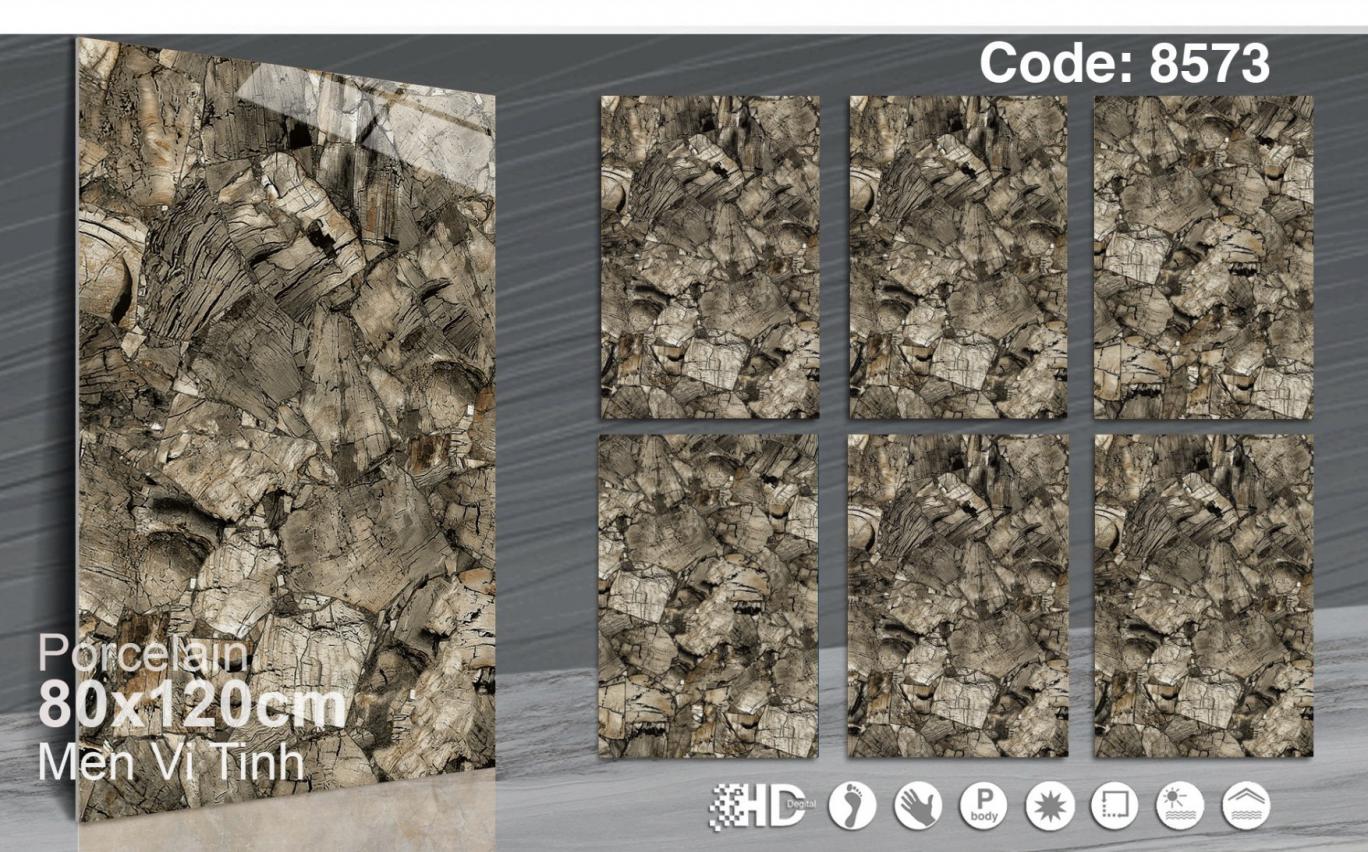 Code: 8573
Porcelain
80x120cm
Men Vi Tinh
HD Degital
P
body